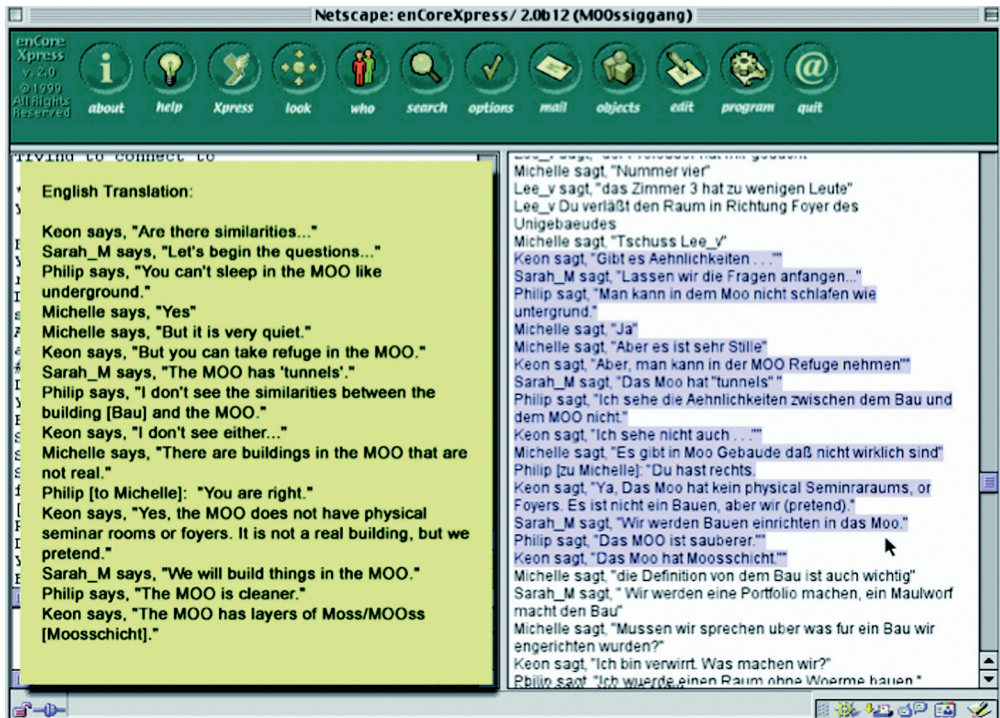 Netscape: enCoreXpress/ 2.0b12 (MOOssiggang)
enCore
Xpress
v. 2.0
©1999
All Rights
Reserved
about help Xpress look who search options mail objects edit program quit
Trying to connect to
English Translation:
Keon says, "Are there similarities..."
Sarah_M says, "Let's begin the questions..."
Philip says, "You can't sleep in the MOO like
underground."
Michelle says, "Yes"
Michelle says, "But it is very quiet."
Keon says, "But you can take refuge in the MOO."
Sarah_M says, "The MOO has 'tunnels'."
Philip says, "I don't see the similarities between the
building [Bau] and the MOO."
Keon says, "I don't see either..."
Michelle says, "There are buildings in the MOO that are
not real."
Philip [to Michelle]: "You are right."
Keon says, "Yes, the MOO does not have physical
seminar rooms or foyers. It is not a real building, but we
pretend."
Sarah_M says, "We will build things in the MOO."
Philip says, "The MOO is cleaner."
Keon says, "The MOO has layers of Moss/MOOss
[Moosschicht]."
Michelle sagt, "Nummer vier"
Lee_v sagt, "das Zimmer 3 hat zu wenigen Leute"
Lee_v Du verläßt den Raum in Richtung Foyer des
Unigebaeudes
Michelle sagt, "Tschuss Lee_v"
Keon sagt, "Gibt es Aehnlichkeiten . . .""
Sarah_M sagt, "Lassen wir die Fragen anfangen..."
Philip sagt, "Man kann in dem Moo nicht schlafen wie
untergrund."
Michelle sagt, "Ja"
Michelle sagt, "Aber es ist sehr Stille"
Keon sagt, "Aber, man kann in der MOO Refuge nehmen""
Sarah_M sagt, "Das Moo hat "tunnels" "
Philip sagt, "Ich sehe die Aehnlichkeiten zwischen dem Bau und
dem MOO nicht."
Keon sagt, "Ich sehe nicht auch . . .""
Michelle sagt, "Es gibt in Moo Gebaude daß nicht wirklich sind"
Philip [zu Michelle]: "Du hast rechts.
Keon sagt, "Ya, Das Moo hat kein physical Seminraraums, or
Foyers. Es ist nicht ein Bauen, aber wir (pretend)."
Sarah_M sagt, "Wir werden Bauen einrichten in das Moo."
Philip sagt, "Das MOO ist sauberer.""
Keon sagt, "Das Moo hat Moosschicht.""
Michelle sagt, "die Definition von dem Bau ist auch wichtig"
Sarah_M sagt, " Wir werden eine Portfolio machen, ein Maulworf
macht den Bau"
Michelle sagt, "Mussen wir sprechen uber was fur ein Bau wir
engerichten wurden?"
Keon sagt, "Ich bin verwirrt. Was machen wir?"
Philip sagt, "Ich wuerde einen Raum ohne Woerme bauen."